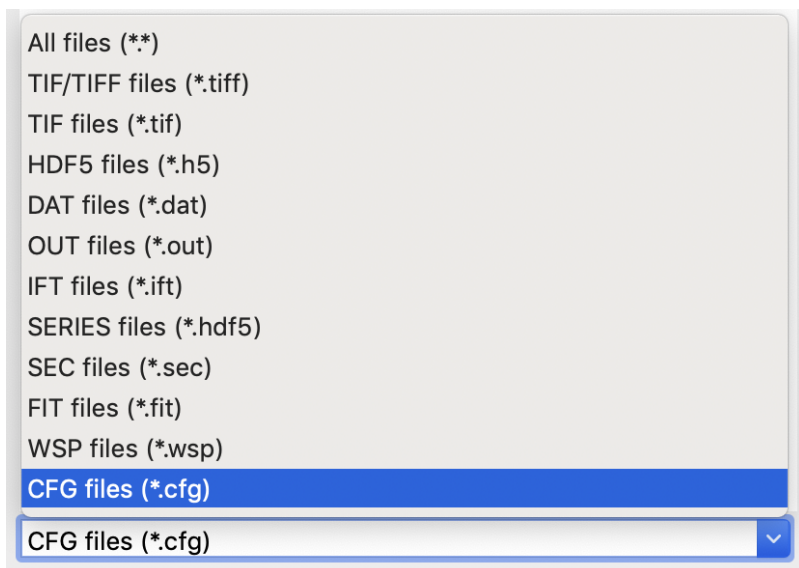 All files (*.*)
TIF/TIFF files (*.tiff)
TIF files (*.tif)
HDF5 files (*.h5)
DAT files (*.dat)
OUT files (*.out)
IFT files (*.ift)
SERIES files (*.hdf5)
SEC files (*.sec)
FIT files (*.fit)
WSP files (*.wsp)
CFG files (*.cfg)
CFG files (*.cfg)